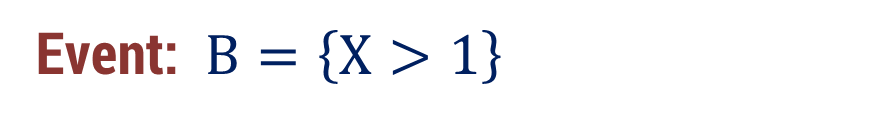 Event: B = {X > 1}